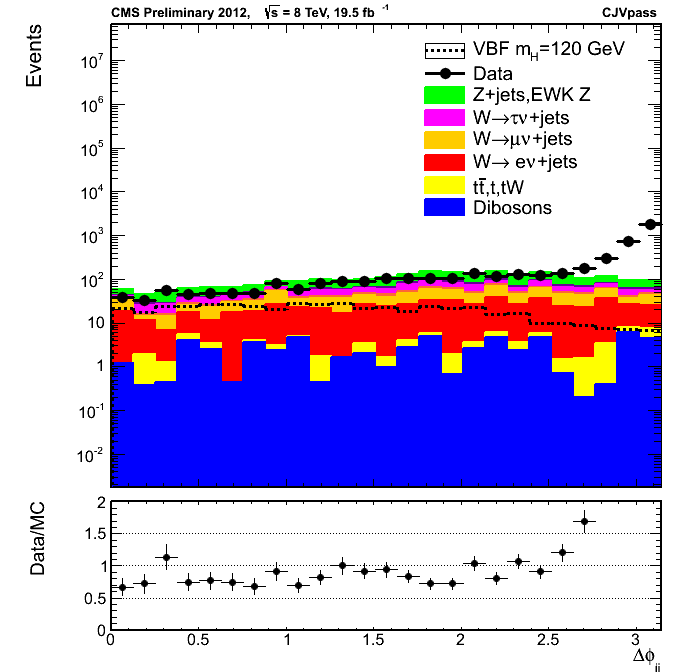 CMS Preliminary 2012, √s = 8 TeV, 19.5 fb⁻¹ CJVpass
Events
VBF m_H=120 GeV
Data
Z+jets,EWK Z
W→τν+jets
W→μν+jets
W→ eν+jets
tt̄,t,tW
Dibosons
10⁷
10⁶
10⁵
10⁴
10³
10²
10
1
10⁻¹
10⁻²
Data/MC
2
1.5
1
0.5
0
0 0.5 1 1.5 2 2.5 3
Δϕ_jj